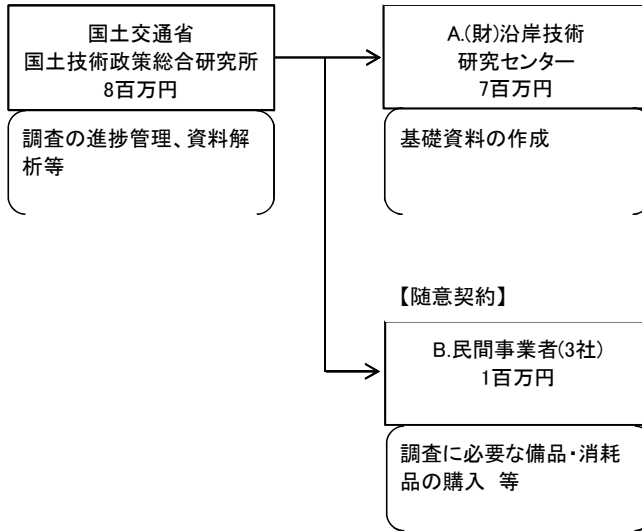 国土交通省
国土技術政策総合研究所
8百万円
調査の進捗管理、資料解
析等
A.(財)沿岸技術
研究センター
7百万円
基礎資料の作成
【随意契約】
B.民間事業者(3社)
1百万円
調査に必要な備品・消耗
品の購入 等